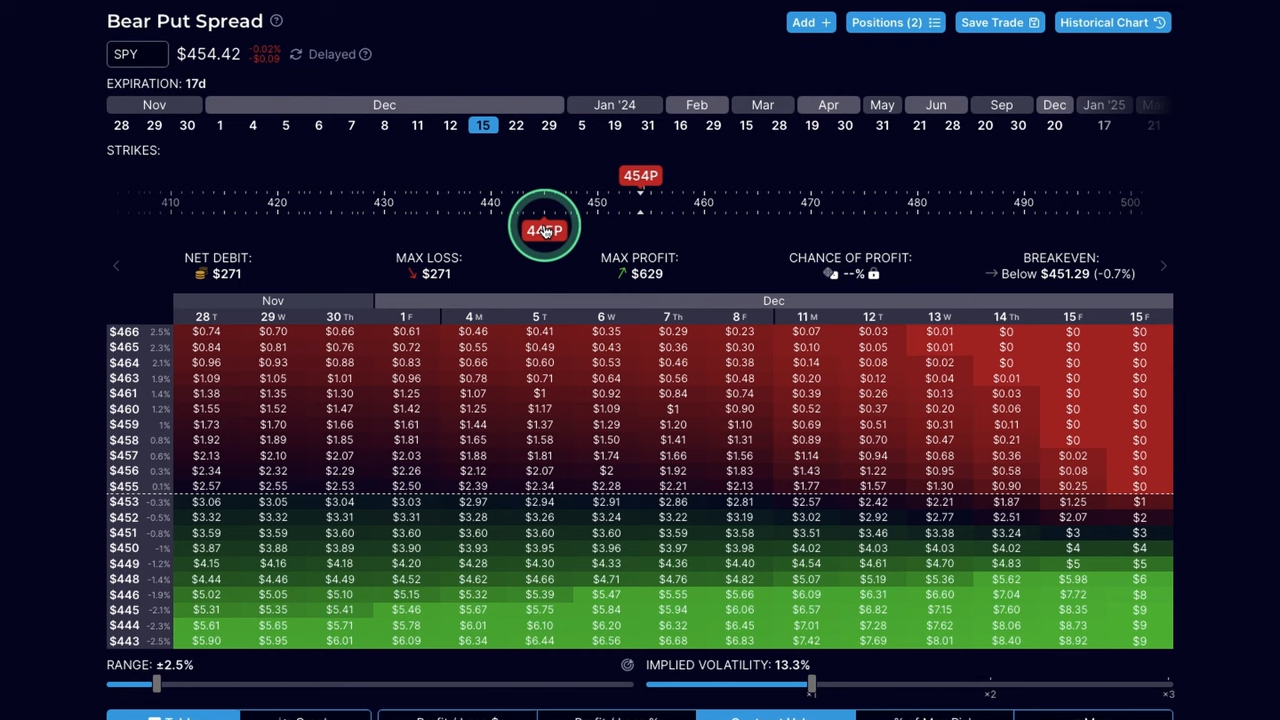 Bear Put Spread
Add +
Positions (2)
Save Trade
Historical Chart
SPY $454.42 -0.02% -$0.09 Delayed
EXPIRATION: 17d
Nov Dec Jan '24 Feb Mar Apr May Jun Sep Dec Jan '25
28 29 30 1 4 5 6 7 8 11 12 15 22 29 5 19 31 16 29 15 28 19 30 31 21 28 20 30 20 17 21
STRIKES:
454P
410 420 430 440 450 460 470 480 490 500
NET DEBIT: MAX LOSS: MAX PROFIT: CHANCE OF PROFIT: BREAKEVEN:
$271 $271 $629 --% Below $451.29 (-0.7%)
Nov Dec
28 T 29 W 30 Th 1 F 4 M 5 T 6 W 7 Th 8 F 11 M 12 T 13 W 14 Th 15 F 15 F
$466 2.5% $0.74 $0.70 $0.66 $0.61 $0.46 $0.41 $0.35 $0.29 $0.23 $0.07 $0.03 $0.01 $0 $0 $0
$465 2.3% $0.84 $0.81 $0.76 $0.72 $0.55 $0.49 $0.43 $0.36 $0.30 $0.10 $0.05 $0.01 $0 $0 $0
$464 2.1% $0.96 $0.93 $0.88 $0.83 $0.66 $0.60 $0.53 $0.46 $0.38 $0.14 $0.08 $0.02 $0 $0 $0
$463 1.9% $1.09 $1.05 $1.01 $0.96 $0.78 $0.71 $0.64 $0.56 $0.48 $0.20 $0.12 $0.04 $0.01 $0 $0
$461 1.4% $1.38 $1.35 $1.30 $1.25 $1.07 $1 $0.92 $0.84 $0.74 $0.39 $0.26 $0.13 $0.03 $0 $0
$460 1.2% $1.55 $1.52 $1.47 $1.42 $1.25 $1.17 $1.09 $1 $0.90 $0.52 $0.37 $0.20 $0.06 $0 $0
$459 1% $1.73 $1.70 $1.66 $1.61 $1.44 $1.37 $1.29 $1.20 $1.10 $0.69 $0.51 $0.31 $0.11 $0 $0
$458 0.8% $1.92 $1.89 $1.85 $1.81 $1.65 $1.58 $1.50 $1.41 $1.31 $0.89 $0.70 $0.47 $0.21 $0 $0
$457 0.6% $2.13 $2.10 $2.07 $2.03 $1.88 $1.81 $1.74 $1.66 $1.56 $1.14 $0.94 $0.68 $0.36 $0.02 $0
$456 0.3% $2.34 $2.32 $2.29 $2.26 $2.12 $2.07 $2 $1.92 $1.83 $1.43 $1.22 $0.95 $0.58 $0.08 $0
$455 0.1% $2.57 $2.55 $2.53 $2.50 $2.39 $2.34 $2.28 $2.21 $2.13 $1.77 $1.57 $1.30 $0.90 $0.25 $0
$453 -0.3% $3.06 $3.05 $3.04 $3.03 $2.97 $2.94 $2.91 $2.86 $2.81 $2.57 $2.42 $2.21 $1.87 $1.25 $1
$452 -0.5% $3.32 $3.32 $3.31 $3.31 $3.28 $3.26 $3.24 $3.22 $3.19 $3.02 $2.92 $2.77 $2.51 $2.07 $2
$451 -0.8% $3.59 $3.59 $3.60 $3.60 $3.60 $3.60 $3.60 $3.59 $3.58 $3.51 $3.46 $3.38 $3.24 $3 $3
$450 -1% $3.87 $3.88 $3.89 $3.90 $3.93 $3.95 $3.96 $3.97 $3.98 $4.02 $4.03 $4.03 $4.02 $4 $4
$449 -1.2% $4.15 $4.16 $4.18 $4.20 $4.28 $4.30 $4.33 $4.36 $4.40 $4.54 $4.61 $4.70 $4.83 $5 $5
$448 -1.4% $4.44 $4.46 $4.49 $4.52 $4.62 $4.66 $4.71 $4.76 $4.82 $5.07 $5.19 $5.36 $5.62 $5.98 $6
$446 -1.9% $5.02 $5.05 $5.10 $5.15 $5.32 $5.39 $5.47 $5.55 $5.66 $6.09 $6.31 $6.60 $7.04 $7.72 $8
$445 -2.1% $5.31 $5.35 $5.41 $5.46 $5.67 $5.75 $5.84 $5.94 $6.06 $6.57 $6.82 $7.15 $7.60 $8.35 $9
$444 -2.3% $5.61 $5.65 $5.71 $5.78 $6.01 $6.10 $6.20 $6.32 $6.45 $7.01 $7.28 $7.62 $8.06 $8.73 $9
$443 -2.5% $5.90 $5.95 $6.01 $6.09 $6.34 $6.44 $6.56 $6.68 $6.83 $7.42 $7.69 $8.01 $8.40 $8.92 $9
RANGE: ±2.5% IMPLIED VOLATILITY: 13.3%
×2 ×3